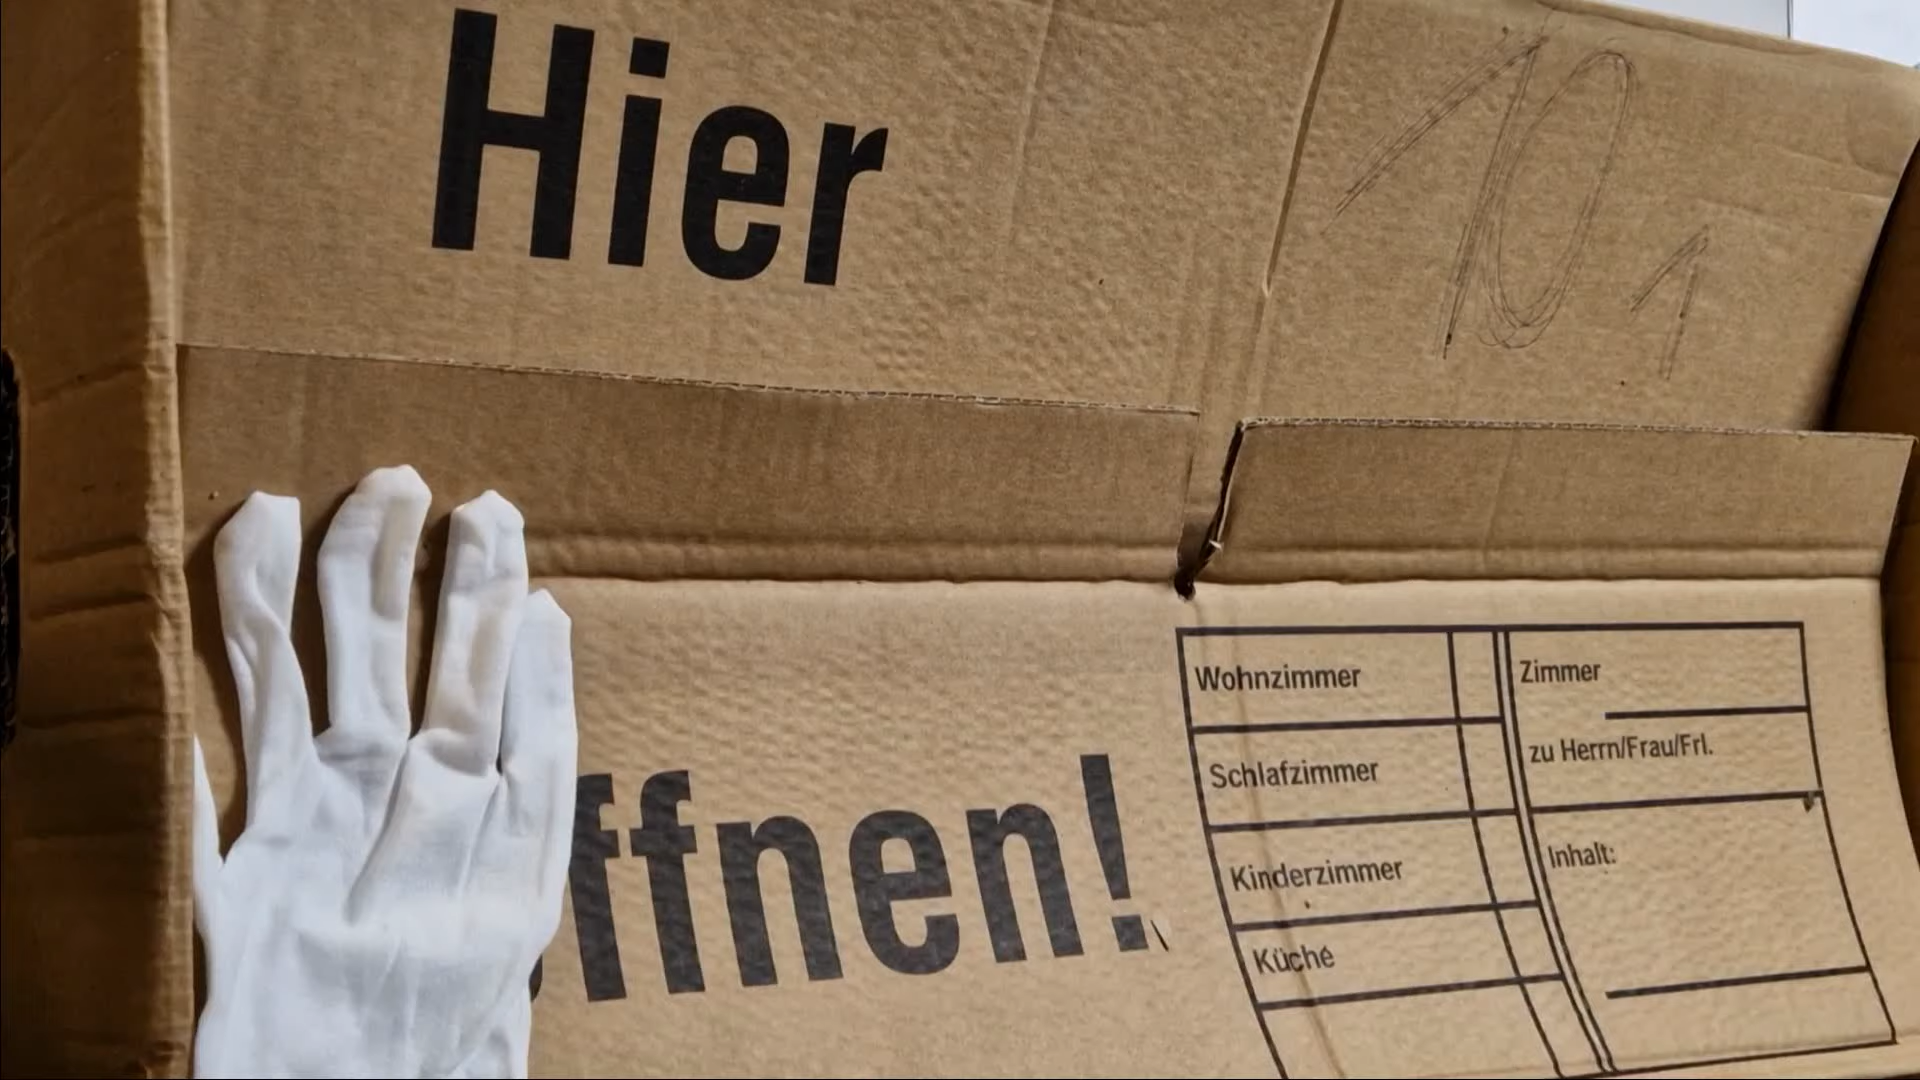 Hier
10 1
ffnen!
Wohnzimmer
Schlafzimmer
Kinderzimmer
Küche
Zimmer
zu Herrn/Frau/Frl.
Inhalt: